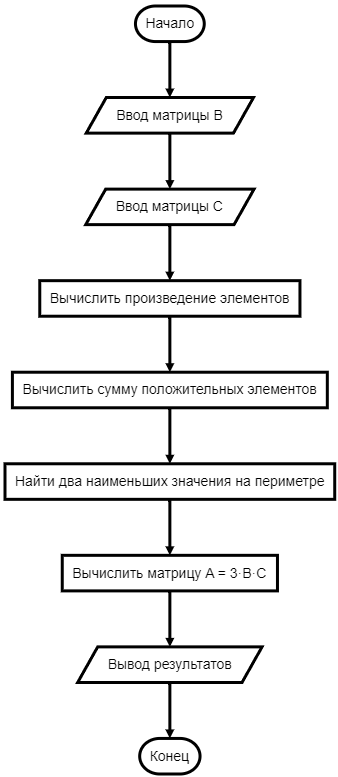 Начало
Ввод матрицы B
Ввод матрицы C
Вычислить произведение элементов
Вычислить сумму положительных элементов
Найти два наименьших значения на периметре
Вычислить матрицу A = 3·B·C
Вывод результатов
Конец